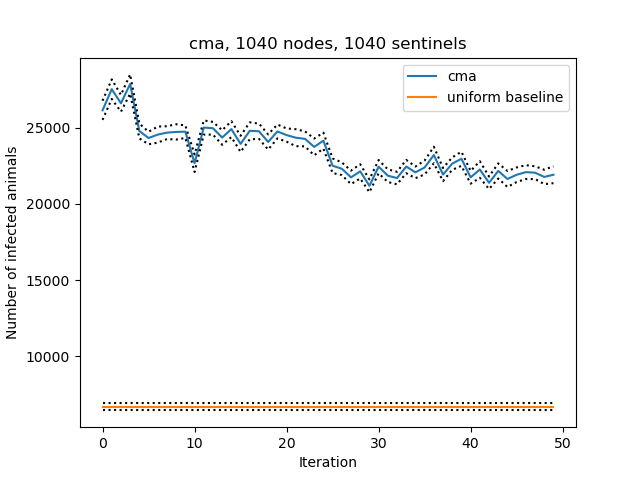 cma, 1040 nodes, 1040 sentinels
cma
uniform baseline
Number of infected animals
25000
20000
15000
10000
0
10
20
30
40
50
Iteration